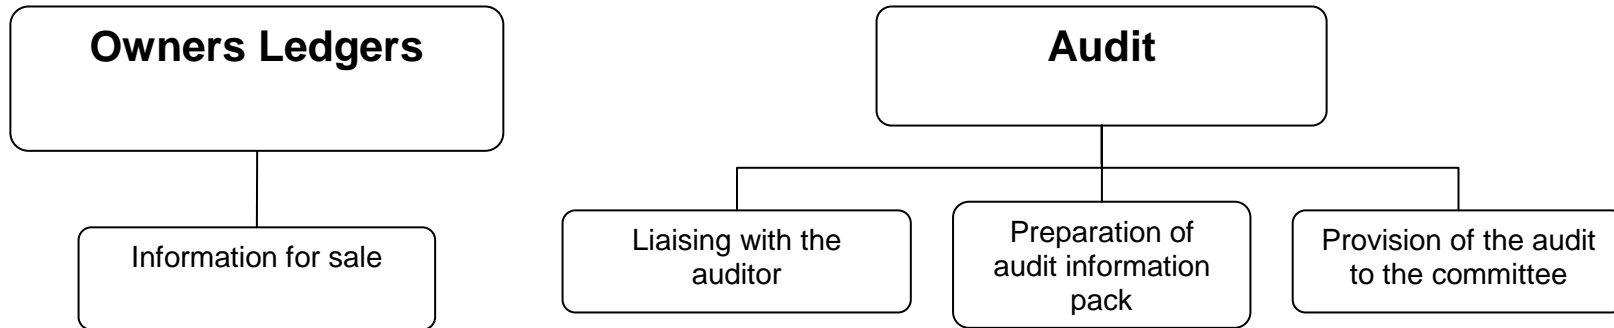 Owners Ledgers
Audit
Information for sale
Liaising with the
auditor
Preparation of
audit information
pack
Provision of the audit
to the committee